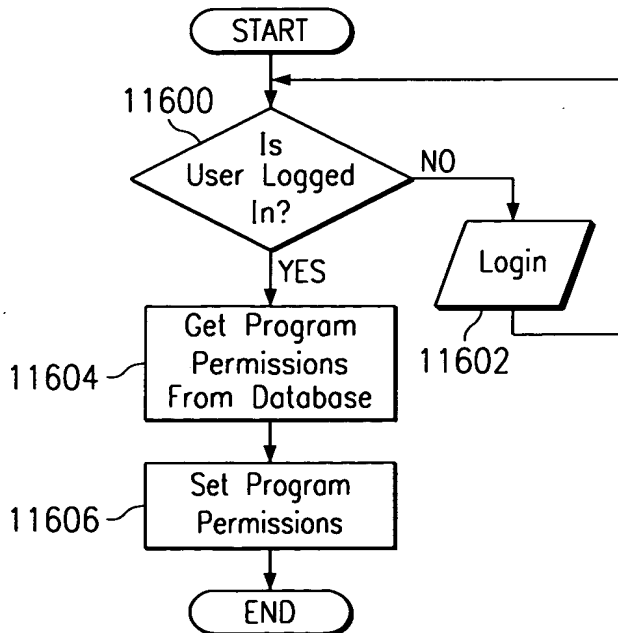 START
11600
Is
User Logged
In?
NO
Login
11602
YES
Get Program
Permissions
From Database
11604
Set Program
Permissions
11606
END